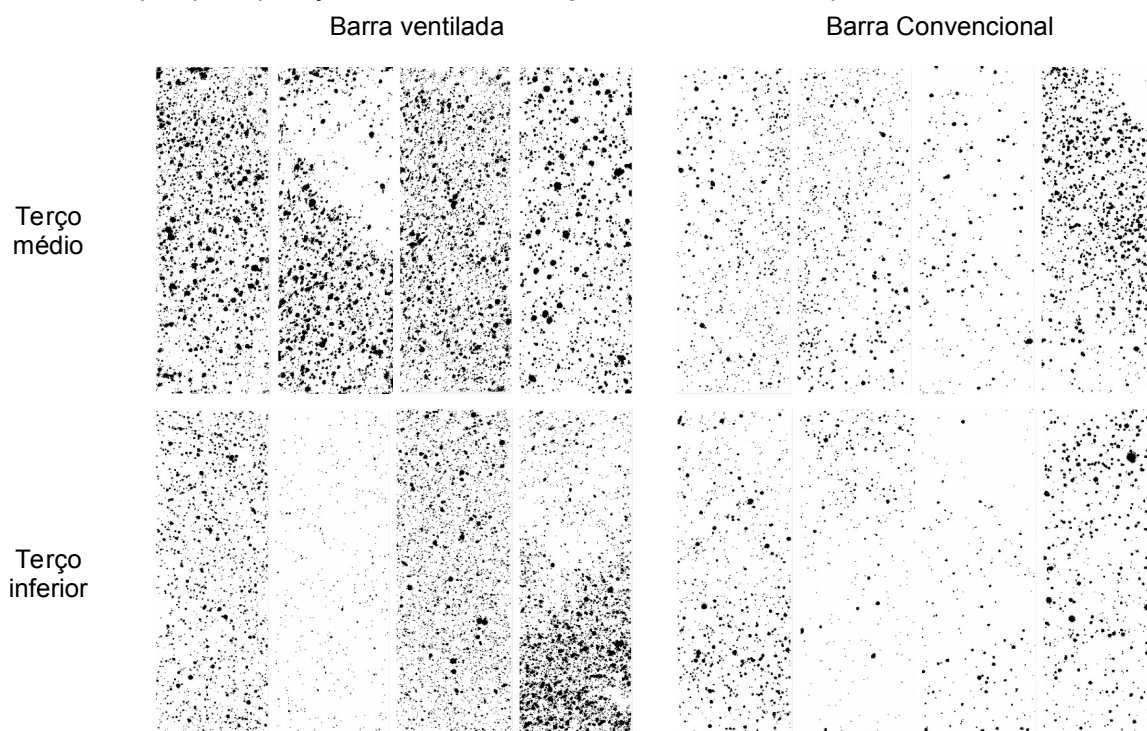 Barra ventilada
Barra Convencional
Terço
médio
Terço
inferior